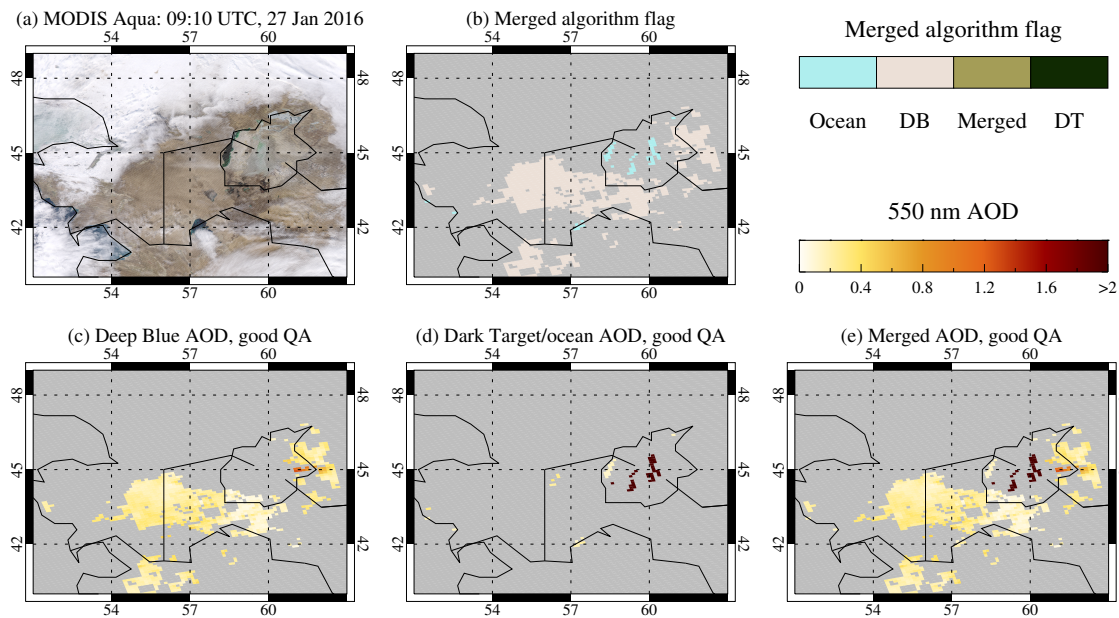 (a) MODIS Aqua: 09:10 UTC, 27 Jan 2016
54 57 60
48 45 42
48 45 42
54 57 60
(b) Merged algorithm flag
54 57 60
48 45 42
48 45 42
54 57 60
Merged algorithm flag
Ocean DB Merged DT
550 nm AOD
0 0.4 0.8 1.2 1.6 >2
(c) Deep Blue AOD, good QA
54 57 60
48 45 42
48 45 42
54 57 60
(d) Dark Target/ocean AOD, good QA
54 57 60
48 45 42
48 45 42
54 57 60
(e) Merged AOD, good QA
54 57 60
48 45 42
48 45 42
54 57 60